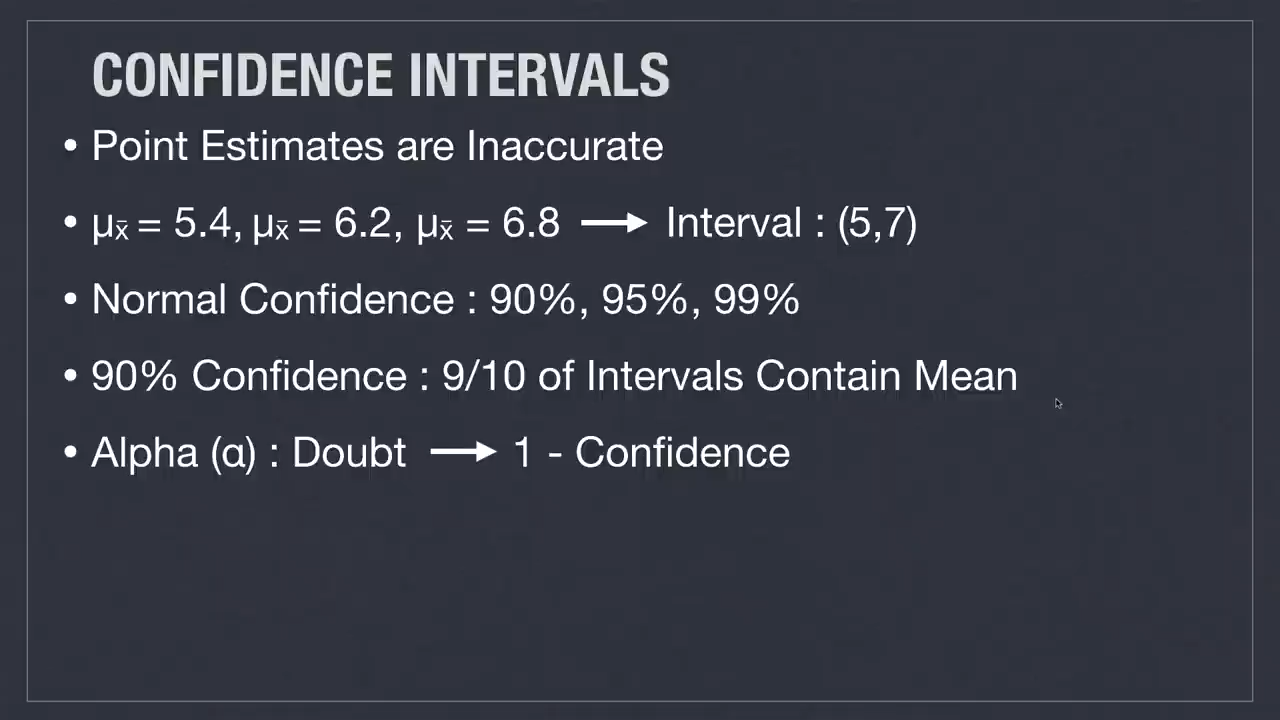 CONFIDENCE INTERVALS
• Point Estimates are Inaccurate
• μx̄ = 5.4, μx̄ = 6.2, μx̄ = 6.8 → Interval : (5,7)
• Normal Confidence : 90%, 95%, 99%
• 90% Confidence : 9/10 of Intervals Contain Mean
• Alpha (α) : Doubt → 1 - Confidence